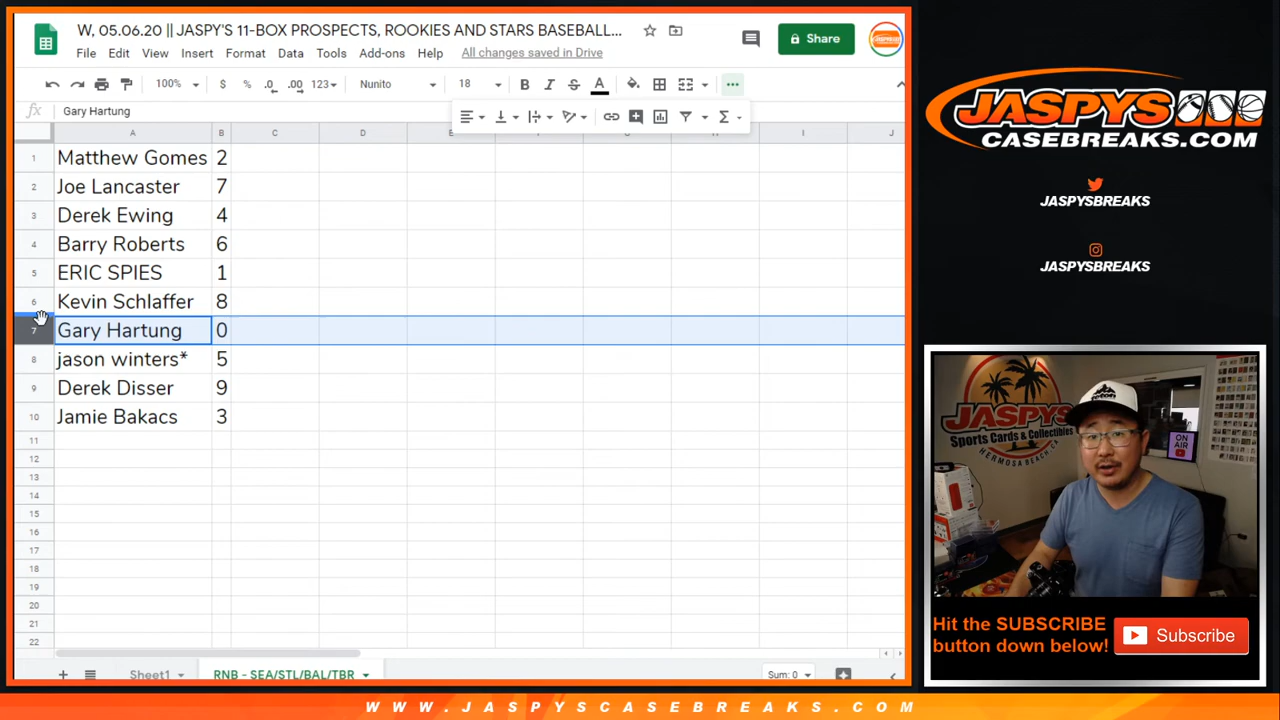 W, 05.06.20 || JASPY'S 11-BOX PROSPECTS, ROOKIES AND STARS BASEBALL...
Share
File Edit View Insert Format Data Tools Add-ons Help All changes saved in Drive
100% $ % .0 .00 123 Nunito 18 B I S A
fx Gary Hartung
A B C D E H I J
1 Matthew Gomes 2
2 Joe Lancaster 7
3 Derek Ewing 4
4 Barry Roberts 6
5 ERIC SPIES 1
6 Kevin Schlaffer 8
7 Gary Hartung 0
8 jason winters* 5
9 Derek Disser 9
10 Jamie Bakacs 3
11
12
13
14
15
16
17
18
19
20
21
22
Sheet1 RNB - SEA/STL/BAL/TBR Sum: 0
JASPYS
CASEBREAKS.COM
JASPYSBREAKS
JASPYSBREAKS
JASPYS
Sports Cards & Collectibles
HERMOSA BEACH, CA
ON AIR
Hit the SUBSCRIBE
button down below!
Subscribe
WWW.JASPYSCASEBREAKS.COM